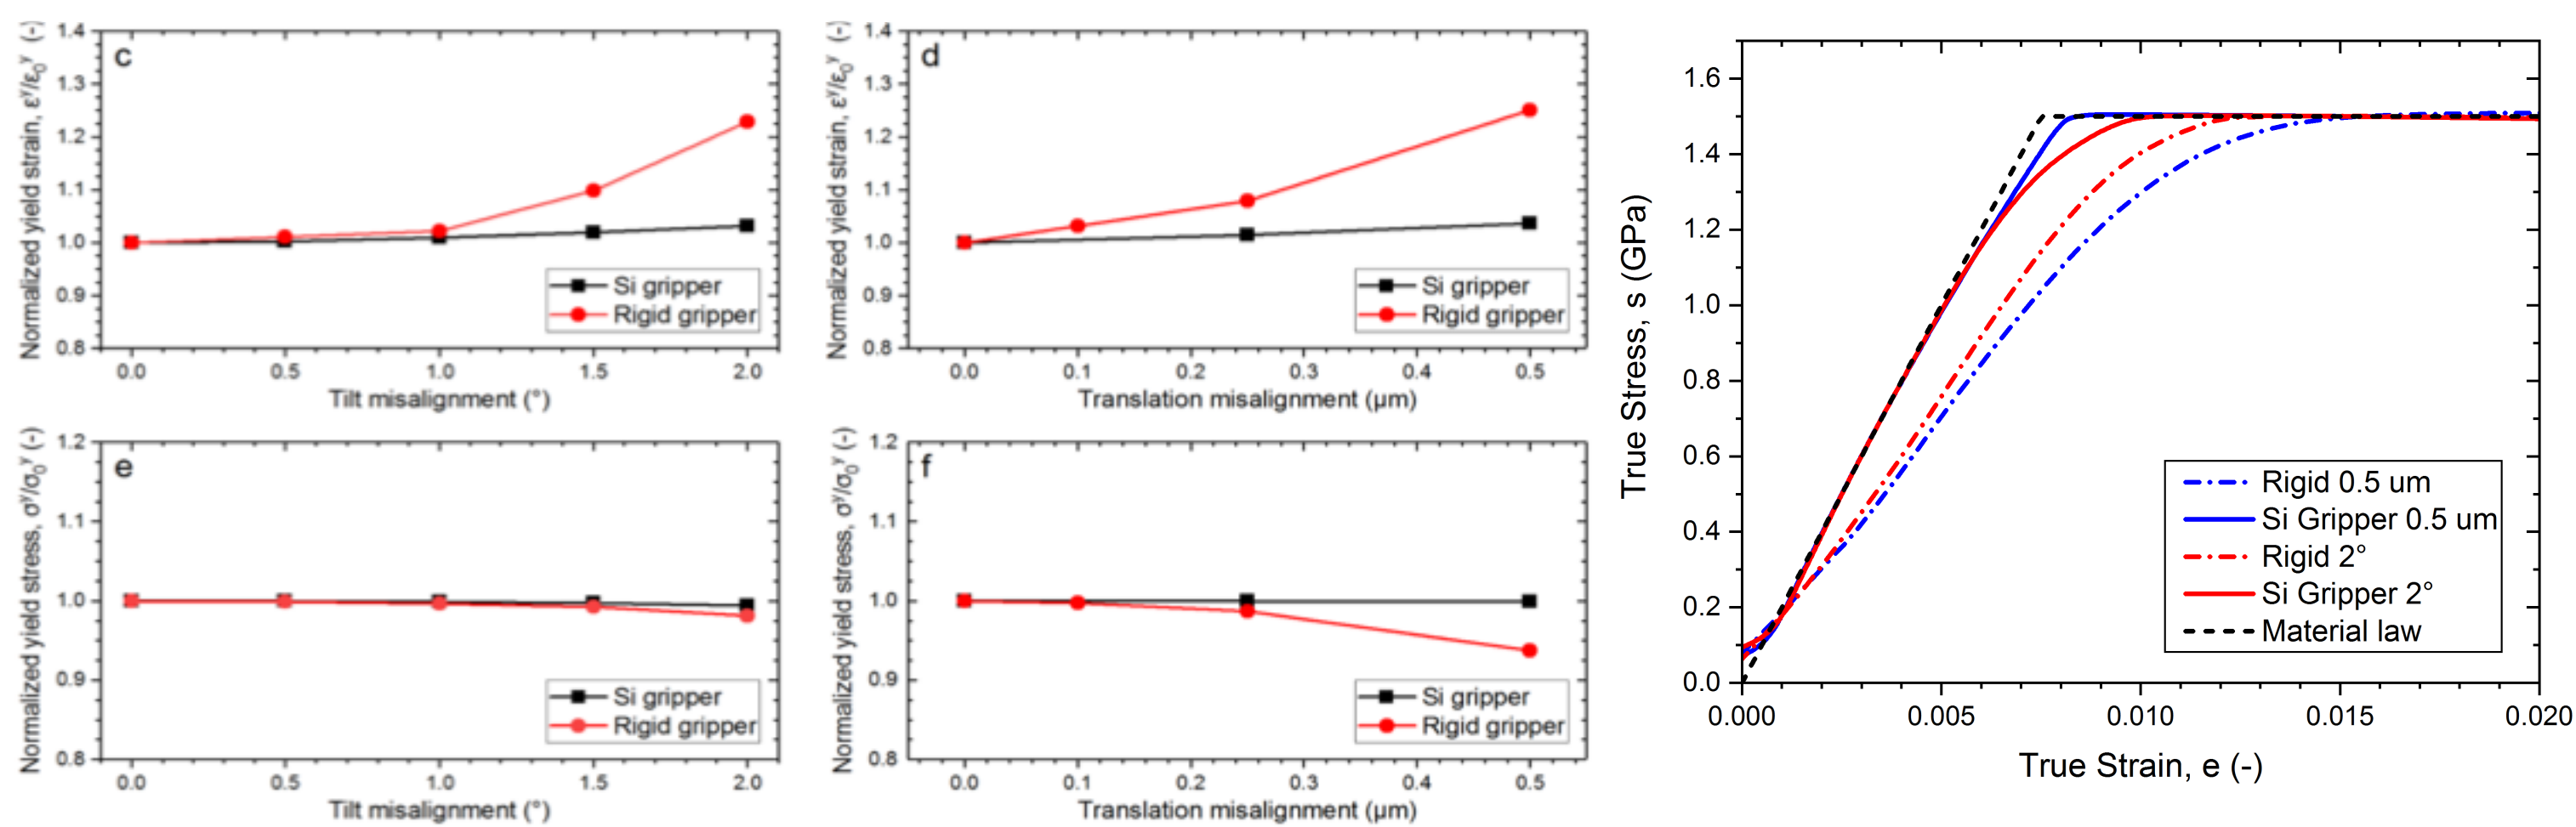 c
Normalized yield strain, εʸ/ε₀ʸ (-)
1.4
1.3
1.2
1.1
1.0
0.9
0.8
Si gripper
Rigid gripper
0.0 0.5 1.0 1.5 2.0
Tilt misalignment (°)
d
Normalized yield strain, εʸ/ε₀ʸ (-)
1.4
1.3
1.2
1.1
1.0
0.9
0.8
Si gripper
Rigid gripper
0.0 0.1 0.2 0.3 0.4 0.5
Translation misalignment (μm)
e
Normalized yield stress, σʸ/σ₀ʸ (-)
1.2
1.1
1.0
0.9
0.8
Si gripper
Rigid gripper
0.0 0.5 1.0 1.5 2.0
Tilt misalignment (°)
f
Normalized yield stress, σʸ/σ₀ʸ (-)
1.2
1.1
1.0
0.9
0.8
Si gripper
Rigid gripper
0.0 0.1 0.2 0.3 0.4 0.5
Translation misalignment (μm)
True Stress, s (GPa)
1.6
1.4
1.2
1.0
0.8
0.6
0.4
0.2
0.0
Rigid 0.5 um
Si Gripper 0.5 um
Rigid 2°
Si Gripper 2°
Material law
0.000 0.005 0.010 0.015 0.020
True Strain, e (-)